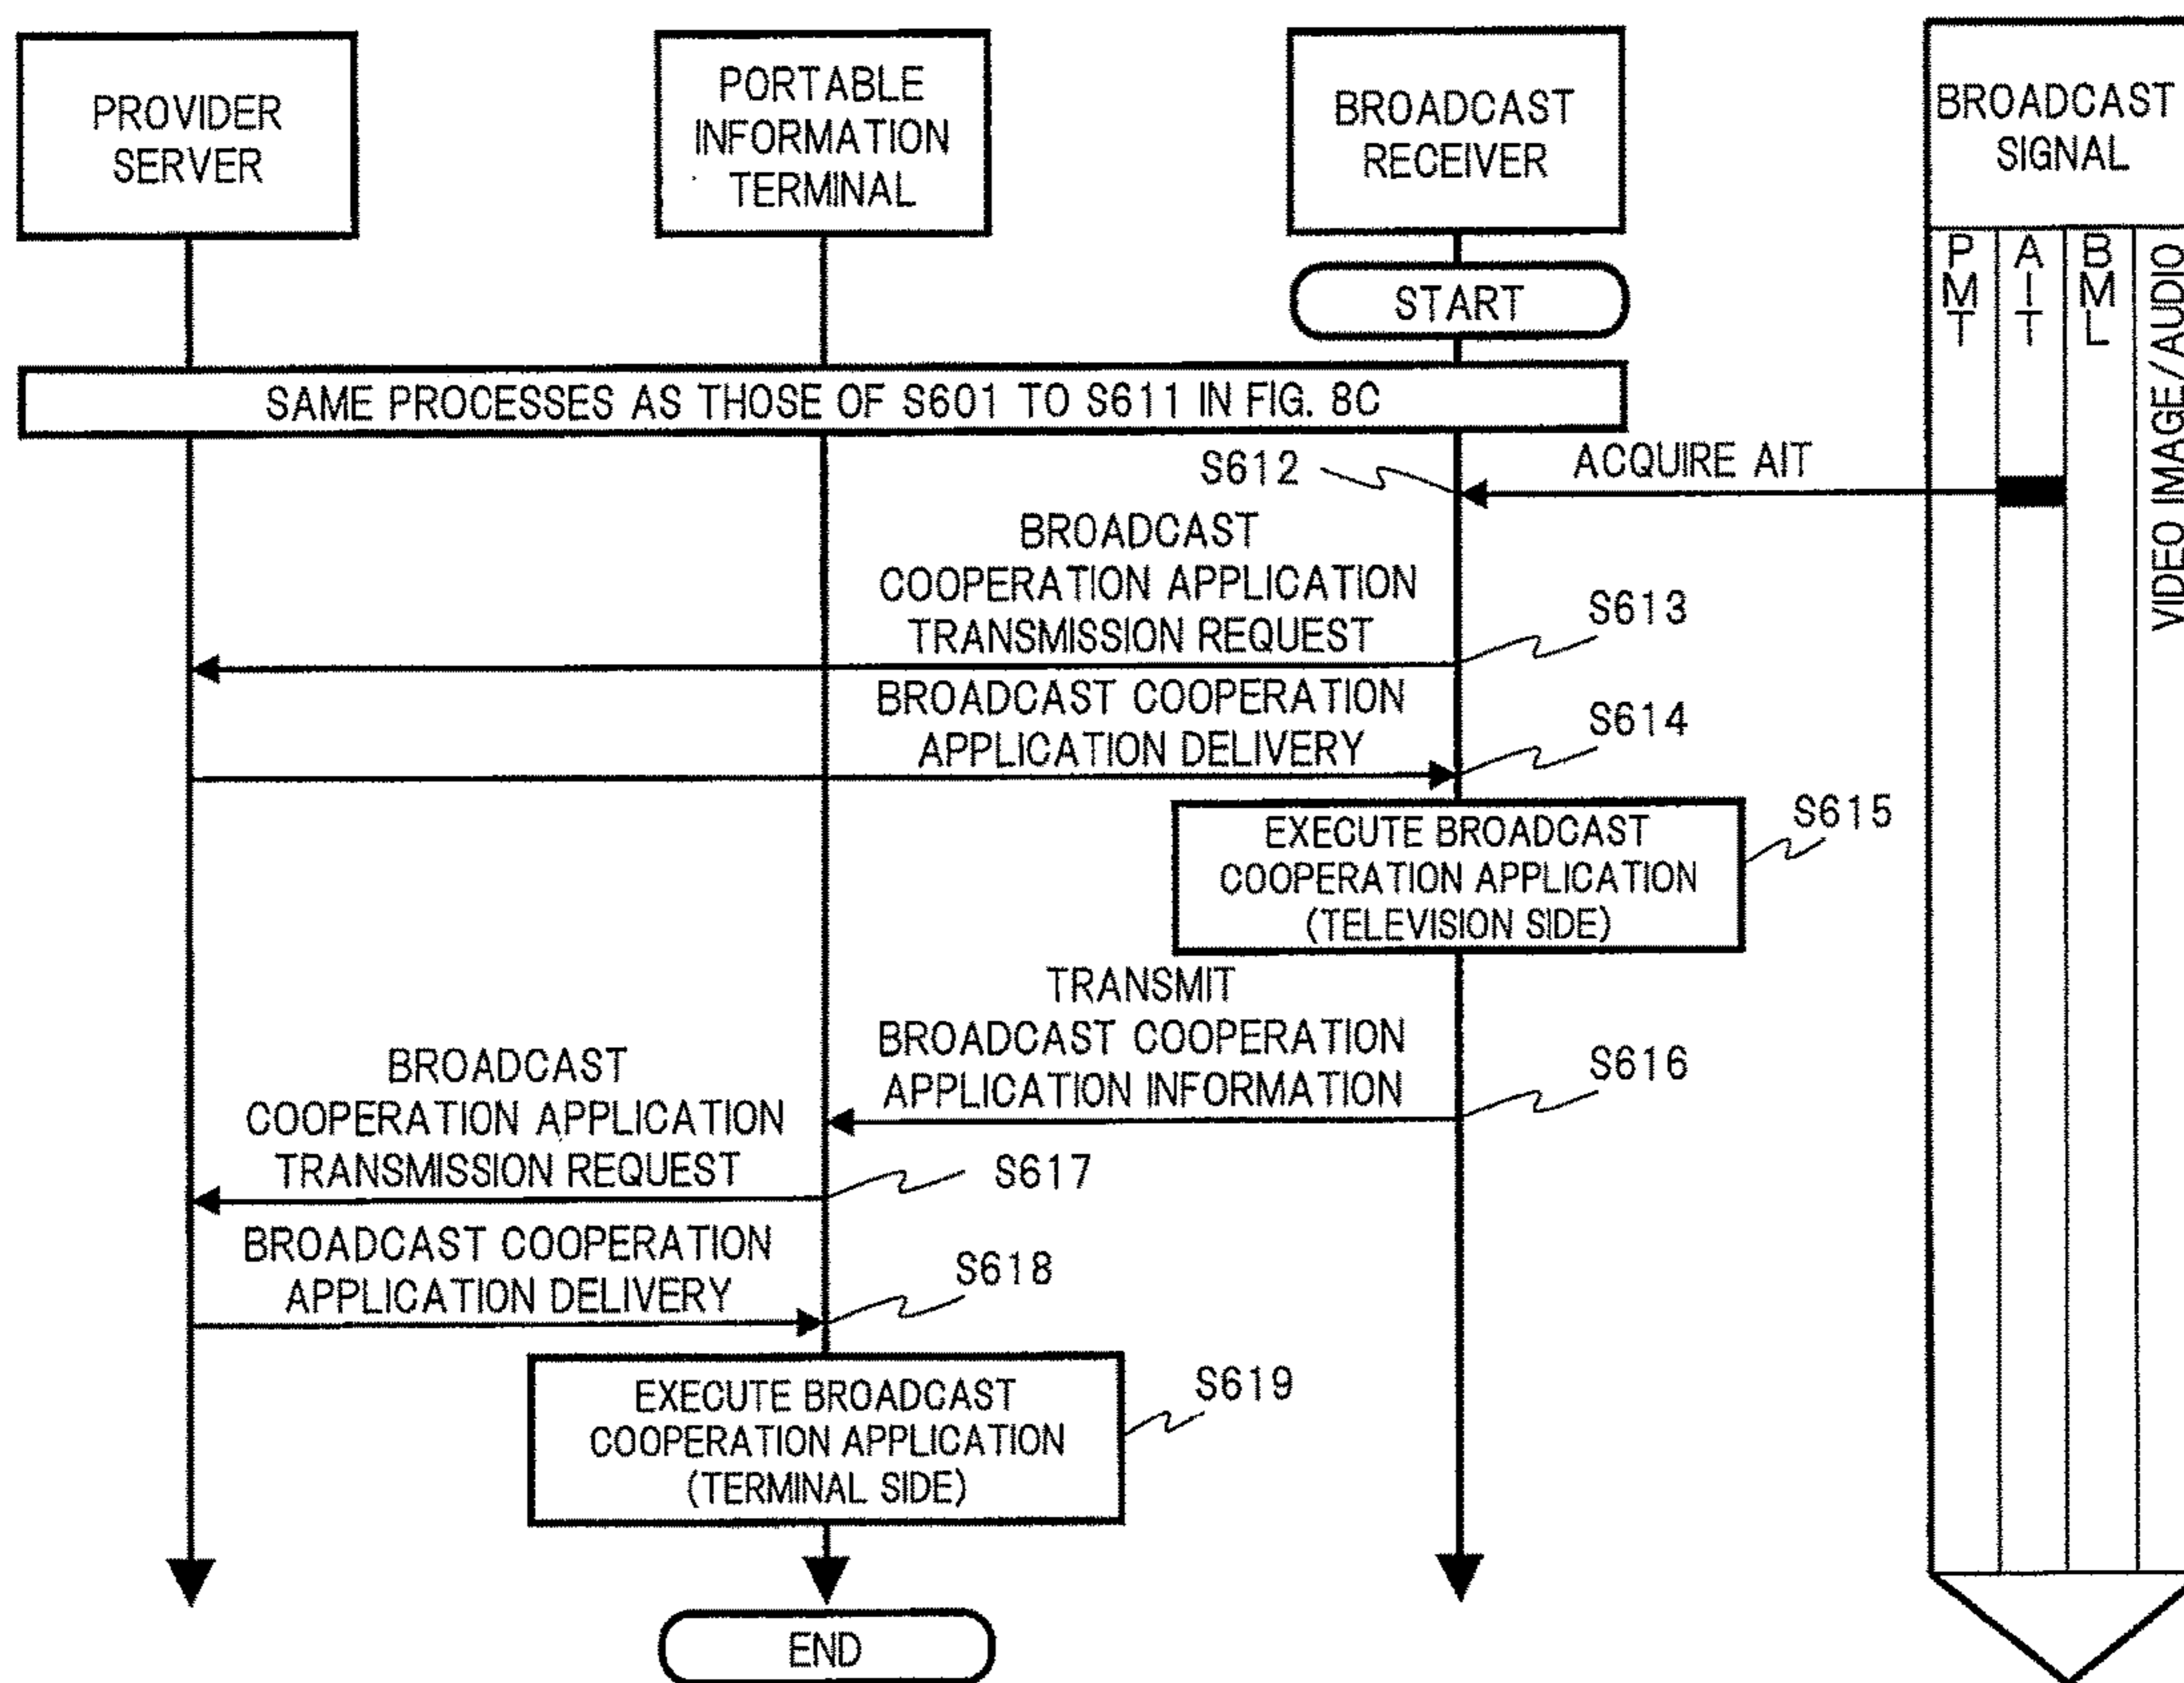 PROVIDER
SERVER
PORTABLE
INFORMATION
TERMINAL
BROADCAST
RECEIVER
BROADCAST
SIGNAL
START
PMT
AIT
BML
VIDEO IMAGE/AUDIO
SAME PROCESSES AS THOSE OF S601 TO S611 IN FIG. 8C
S612
ACQUIRE AIT
BROADCAST
COOPERATION APPLICATION
TRANSMISSION REQUEST
S613
BROADCAST COOPERATION
APPLICATION DELIVERY
S614
EXECUTE BROADCAST
COOPERATION APPLICATION
(TELEVISION SIDE)
S615
TRANSMIT
BROADCAST COOPERATION
APPLICATION INFORMATION
S616
BROADCAST
COOPERATION APPLICATION
TRANSMISSION REQUEST
S617
BROADCAST COOPERATION
APPLICATION DELIVERY
S618
EXECUTE BROADCAST
COOPERATION APPLICATION
(TERMINAL SIDE)
S619
END